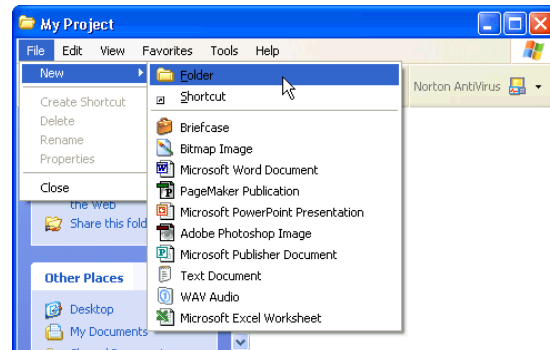 My Project
File Edit View Favorites Tools Help
New
Folder
Norton AntiVirus
Create Shortcut
Shortcut
Delete
Briefcase
Rename
Bitmap Image
Properties
Microsoft Word Document
Close
PageMaker Publication
the Web
Microsoft PowerPoint Presentation
Share this fold
Adobe Photoshop Image
Microsoft Publisher Document
Other Places
Text Document
Desktop
WAV Audio
My Documents
Microsoft Excel Worksheet